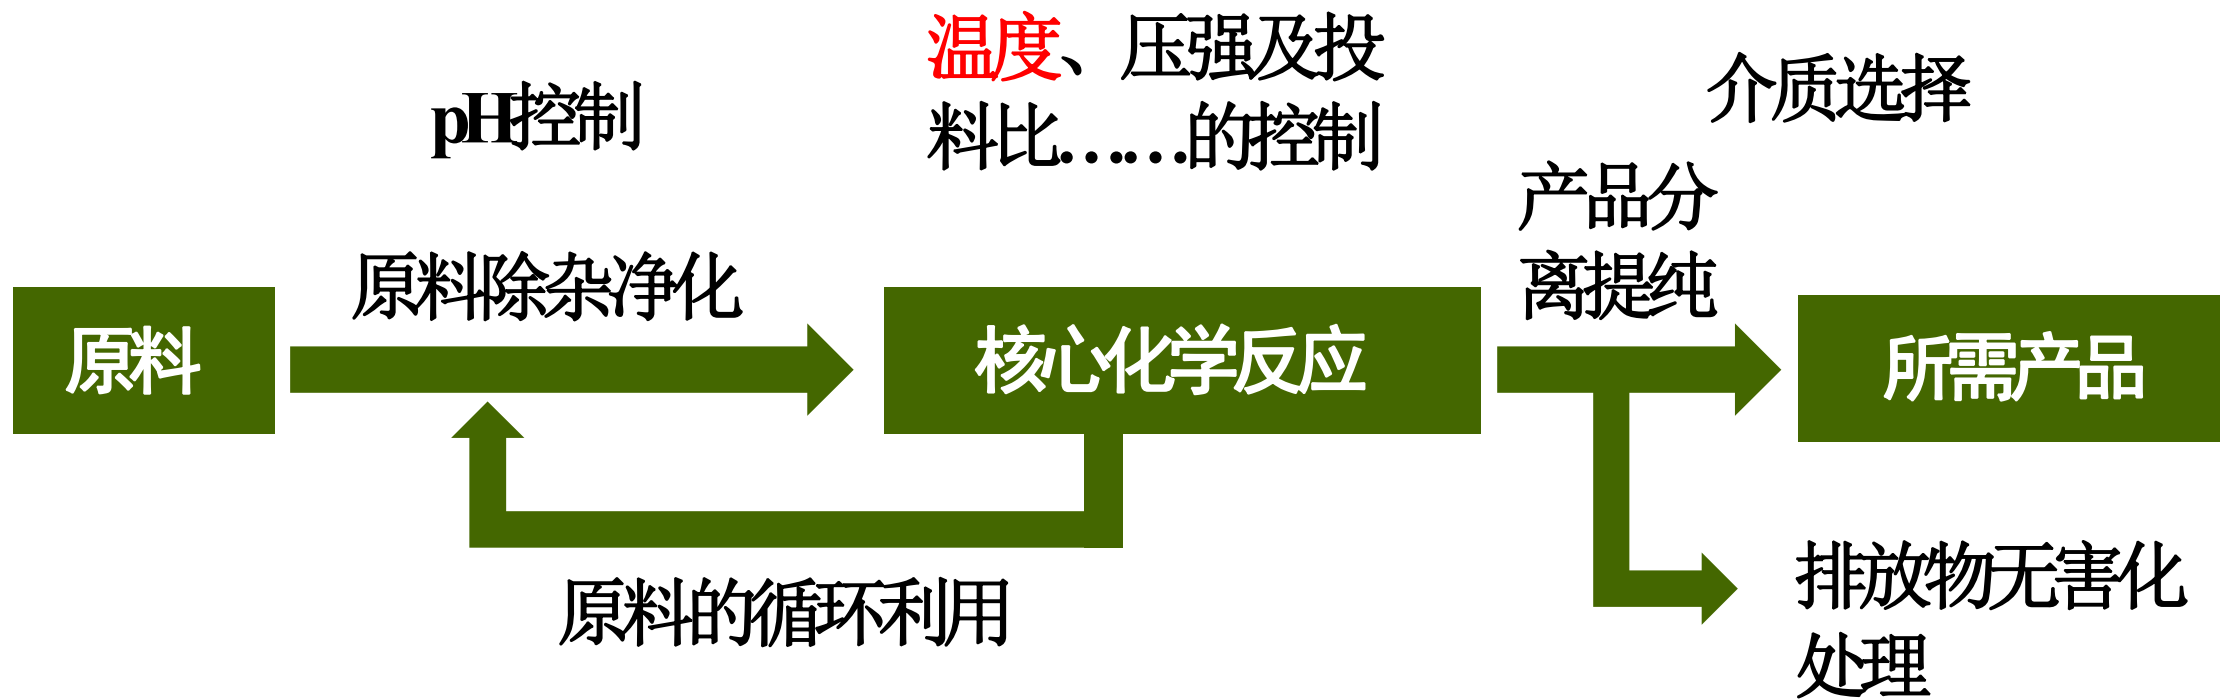 pH控制
温度、压强及投
料比……的控制
介质选择
原料除杂净化
产品分
离提纯
原料
核心化学反应
所需产品
原料的循环利用
排放物无害化
处理